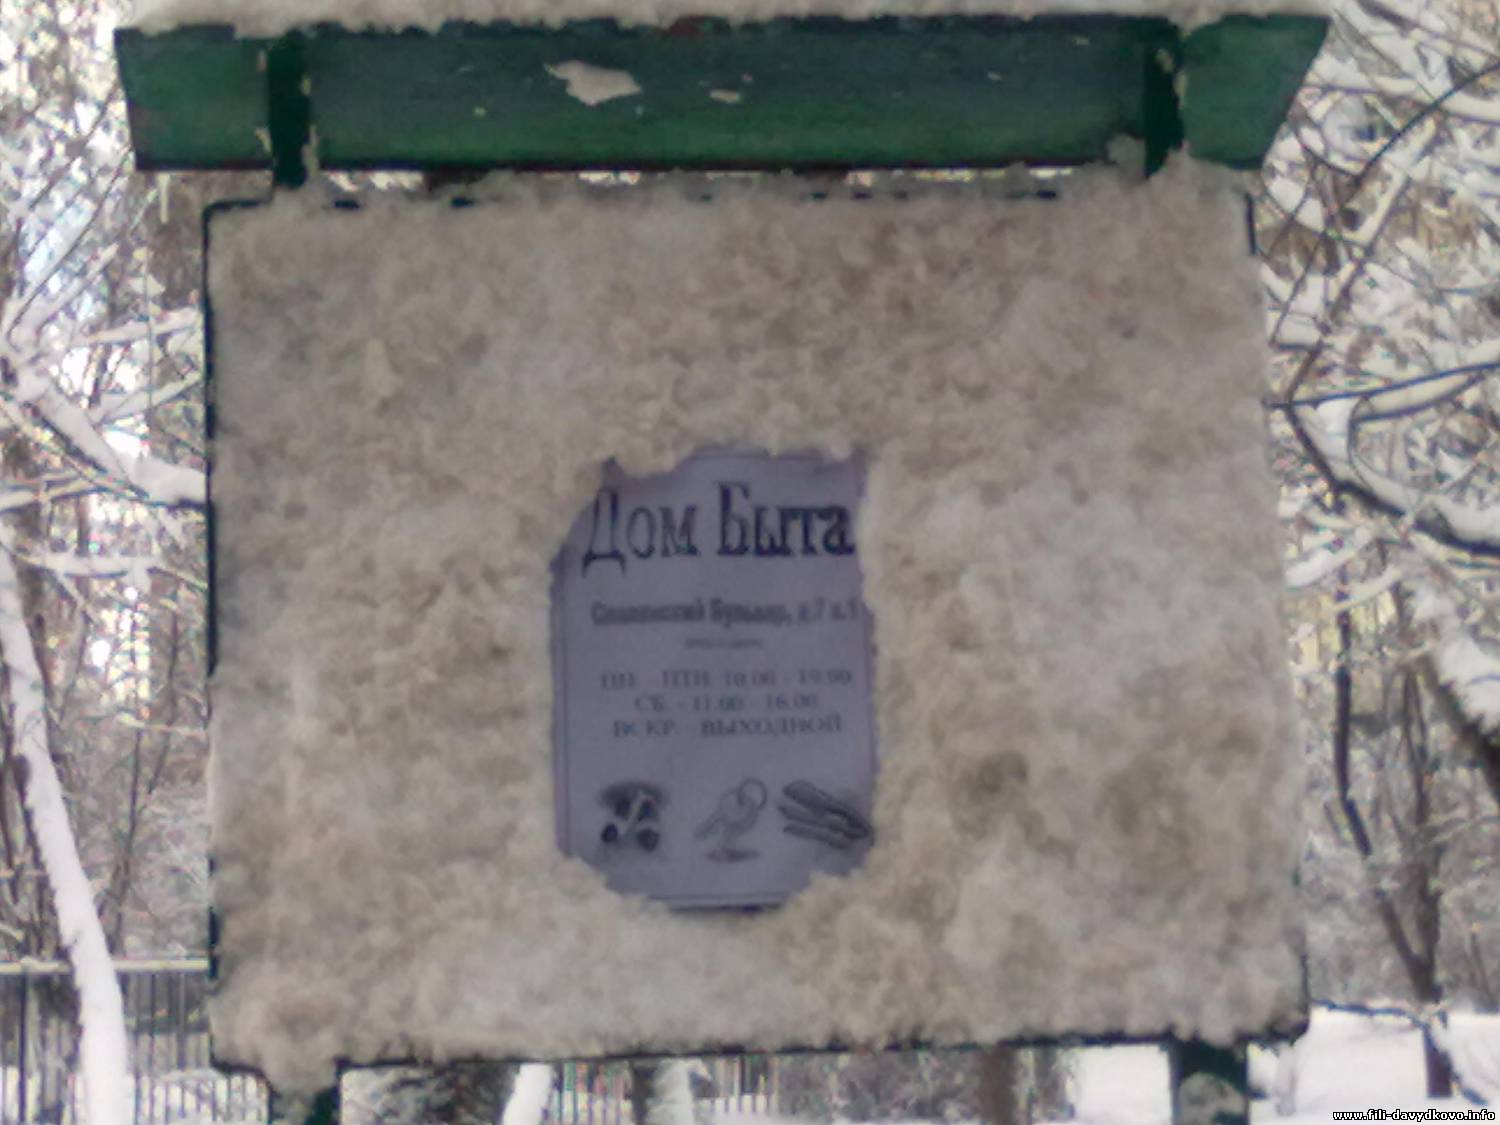 Дом Быта
Славянский Бульвар, д.7 к.1
ПН. - ПТН. 10.00 - 19.00
СБ. - 11.00 - 16.00
ВСКР. - ВЫХОДНОЙ
www.fili-davydkovo.info